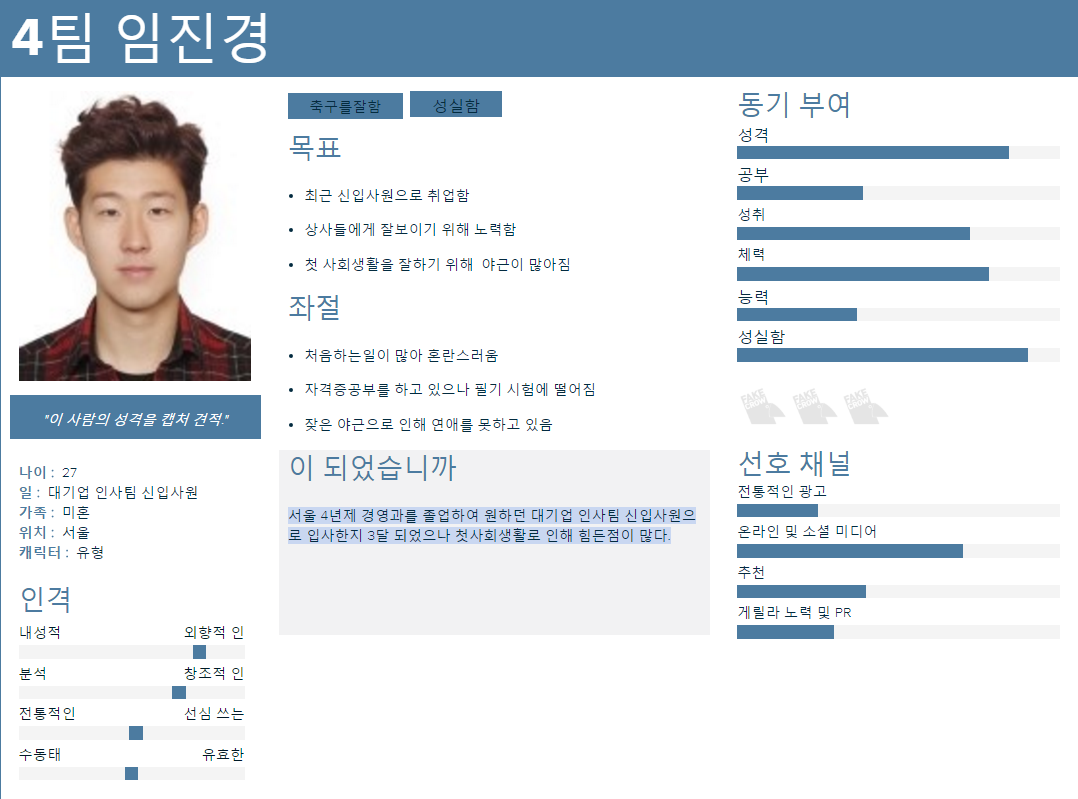 4팀 임진경
"이 사람의 성격을 캡처 견적."
나이 : 27
일 : 대기업 인사팀 신입사원
가족 : 미혼
위치 : 서울
캐릭터 : 유형
인격
내성적 외향적 인
분석 창조적 인
전통적인 선심 쓰는
수동태 유효한
축구를잘함 성실함
목표
• 최근 신입사원으로 취업함
• 상사들에게 잘보이기 위해 노력함
• 첫 사회생활을 잘하기 위해 야근이 많아짐
좌절
• 처음하는일이 많아 혼란스러움
• 자격증공부를 하고 있으나 필기 시험에 떨어짐
• 잦은 야근으로 인해 연애를 못하고 있음
이 되었습니까
서울 4년제 경영과를 졸업하여 원하던 대기업 인사팀 신입사원으
로 입사한지 3달 되었으나 첫사회생활로 인해 힘든점이 많다.
동기 부여
성격
공부
성취
체력
능력
성실함
선호 채널
전통적인 광고
온라인 및 소셜 미디어
추천
게릴라 노력 및 PR